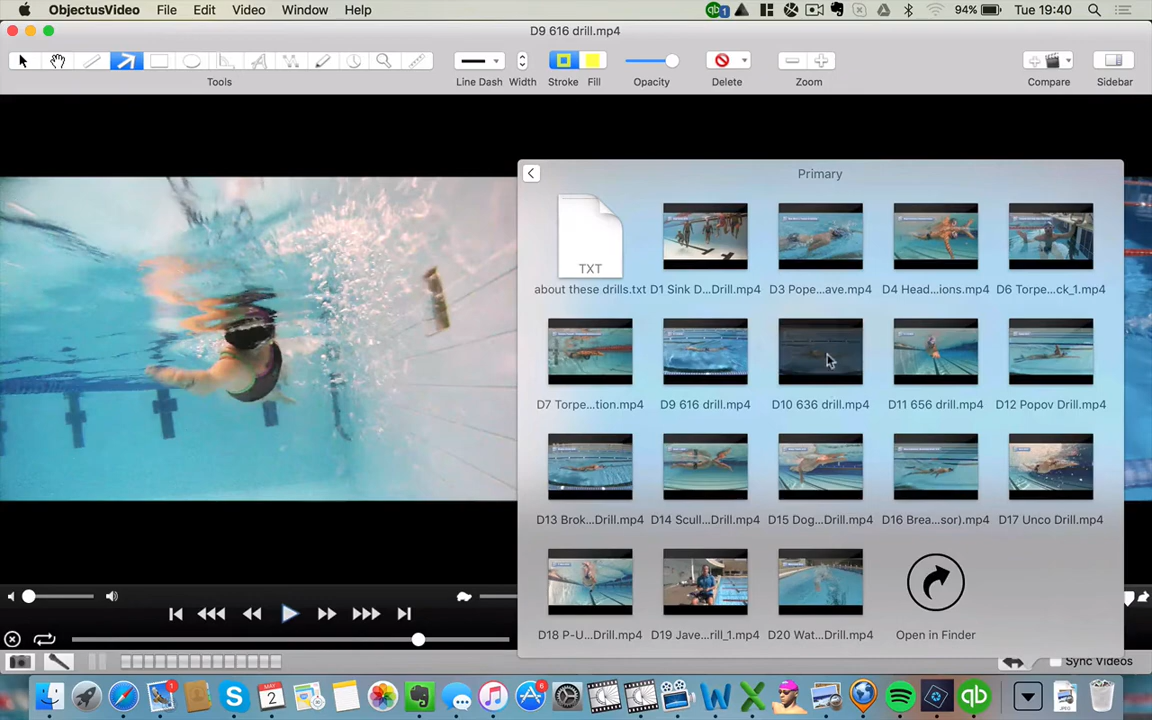 ObjectusVideo File Edit Video Window Help 1 94% Tue 19:40
D9 616 drill.mp4
Tools Line Dash Width Stroke Fill Opacity Delete Zoom Compare Sidebar
Primary
TXT
about these drills.txt D1 Sink D...Drill.mp4 D3 Pope...ave.mp4 D4 Head...ions.mp4 D6 Torpe...ck_1.mp4
D7 Torpe...tion.mp4 D9 616 drill.mp4 D10 636 drill.mp4 D11 656 drill.mp4 D12 Popov Drill.mp4
D13 Brok...Drill.mp4 D14 Scull...Drill.mp4 D15 Dog...Drill.mp4 D16 Brea...sor).mp4 D17 Unco Drill.mp4
D18 P-U...Drill.mp4 D19 Jave...rill_1.mp4 D20 Wat...Drill.mp4 Open in Finder
Sync Videos